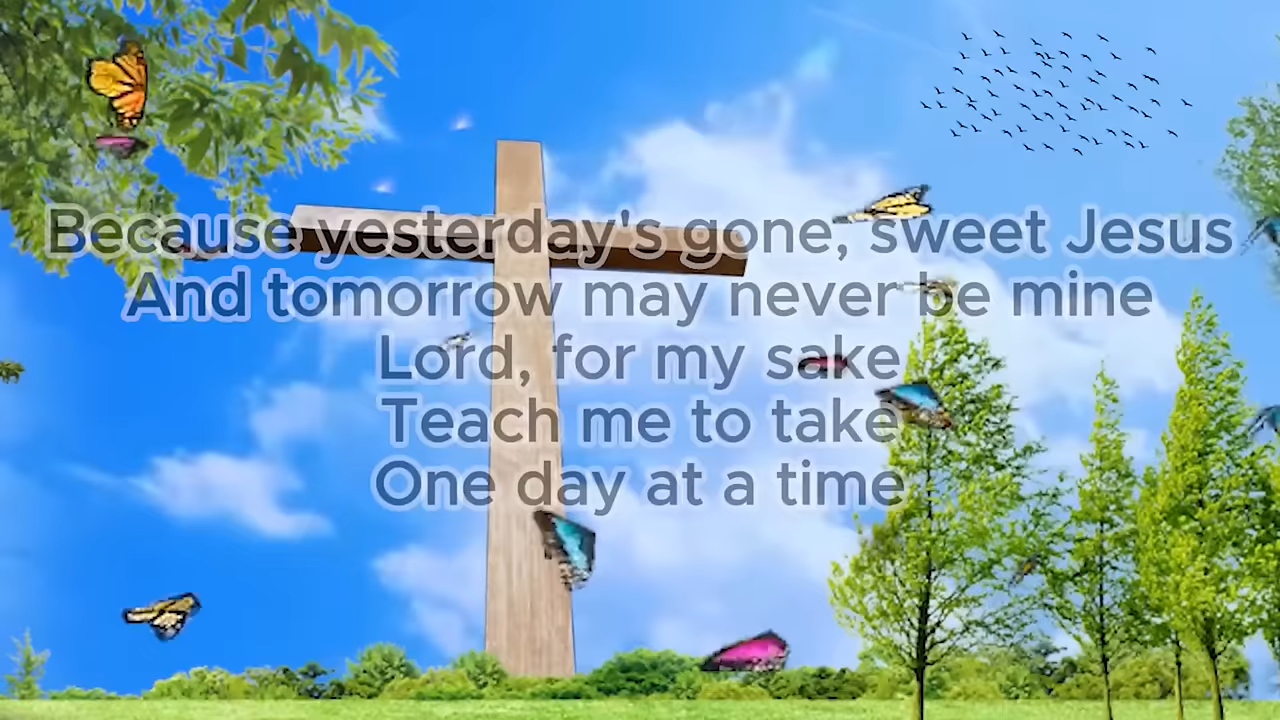 Because yesterday's gone, sweet Jesus
And tomorrow may never be mine
Lord, for my sake
Teach me to take
One day at a time